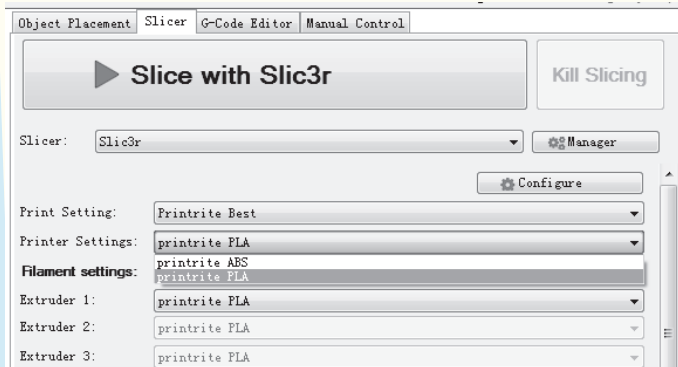 Object Placement Slicer G-Code Editor Manual Control
Slice with Slic3r Kill Slicing
Slicer: Slic3r Manager
Configure
Print Setting: Printrite Best
Printer Settings: printrite PLA
printrite ABS
Filament settings: printrite PLA
Extruder 1: printrite PLA
Extruder 2: printrite PLA
Extruder 3: printrite PLA